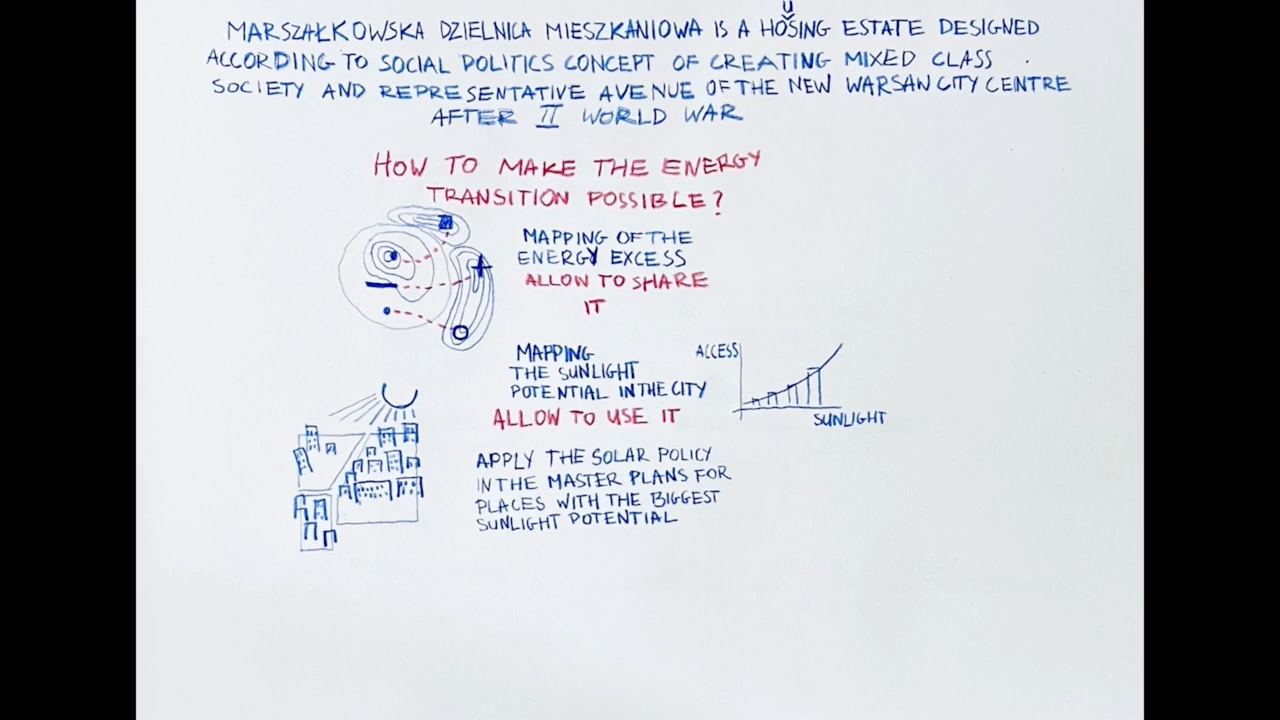 MARSZAŁKOWSKA DZIELNICA MIESZKANIOWA IS A HOUSING ESTATE DESIGNED
ACCORDING TO SOCIAL POLITICS CONCEPT OF CREATING MIXED CLASS
SOCIETY AND REPRESENTATIVE AVENUE OF THE NEW WARSAN CITY CENTRE
AFTER II WORLD WAR
HOW TO MAKE THE ENERGY
TRANSITION POSSIBLE?
MAPPING OF THE
ENERGY EXCESS
ALLOW TO SHARE
IT
MAPPING
THE SUNLIGHT
POTENTIAL IN THE CITY
ALLOW TO USE IT
ACCESS
SUNLIGHT
APPLY THE SOLAR POLICY
IN THE MASTER PLANS FOR
PLACES WITH THE BIGGEST
SUNLIGHT POTENTIAL